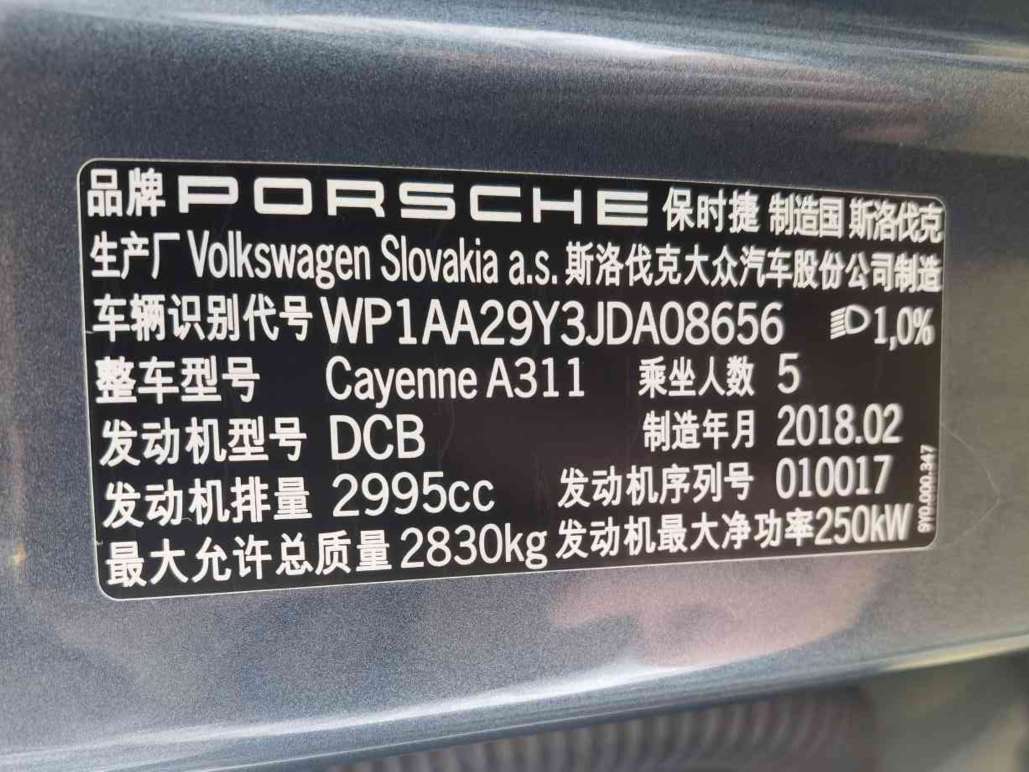 品牌 PORSCHE 保时捷 制造国 斯洛伐克
生产厂 Volkswagen Slovakia a.s. 斯洛伐克大众汽车股份公司制造
车辆识别代号 WP1AA29Y3JDA08656 1,0%
整车型号 Cayenne A311 乘坐人数 5
发动机型号 DCB 制造年月 2018.02
发动机排量 2995cc 发动机序列号 010017
最大允许总质量 2830kg 发动机最大净功率 250kW
9Y0.000.347